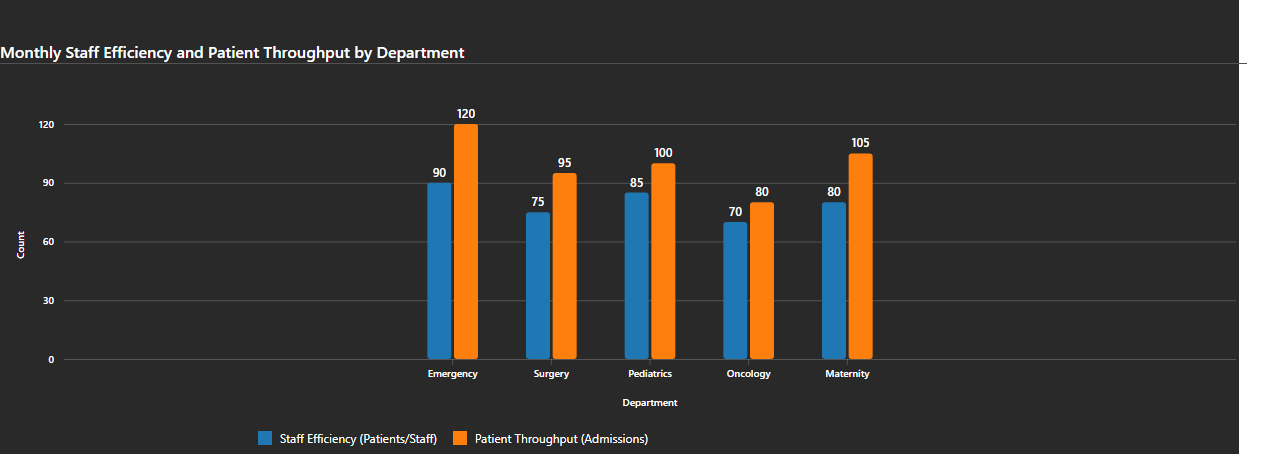 Monthly Staff Efficiency and Patient Throughput by Department
120
90
60
30
0
Count
90
120
75
95
85
100
70
80
80
105
Emergency
Surgery
Pediatrics
Oncology
Maternity
Department
Staff Efficiency (Patients/Staff)
Patient Throughput (Admissions)